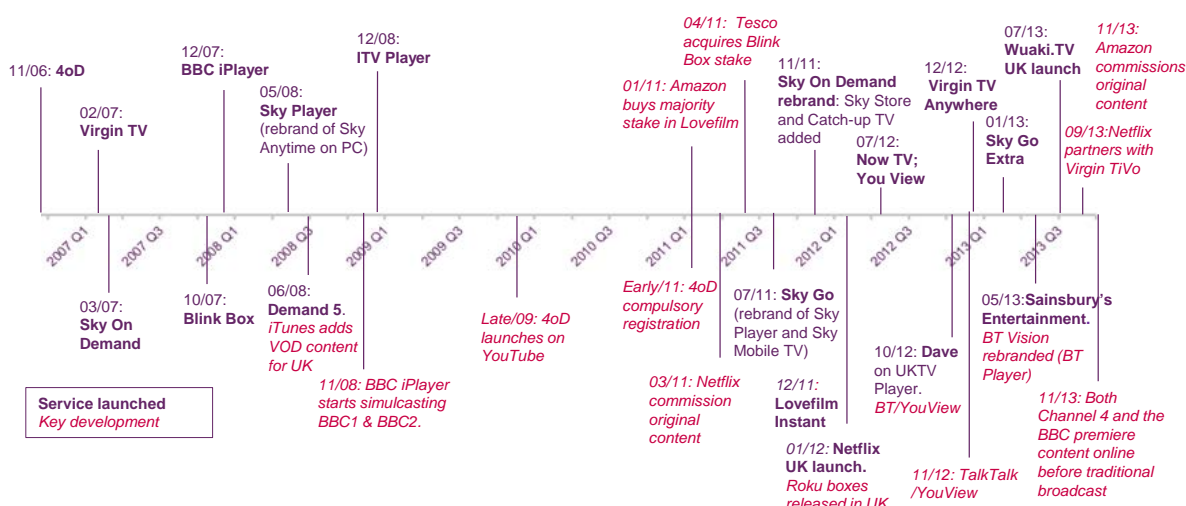 11/06: 4oD
02/07:
Virgin TV
12/07:
BBC iPlayer
05/08:
Sky Player
(rebrand of Sky
Anytime on PC)
12/08:
ITV Player
01/11: Amazon
buys majority
stake in Lovefilm
04/11: Tesco
acquires Blink
Box stake
11/11:
Sky On Demand
rebrand: Sky Store
and Catch-up TV
added
07/12:
Now TV;
You View
12/12:
Virgin TV
Anywhere
01/13:
Sky Go
Extra
07/13:
Wuaki.TV
UK launch
11/13:
Amazon
commissions
original
content
09/13:Netflix
partners with
Virgin TiVo
2007 Q1
2007 Q3
2008 Q1
2008 Q3
2009 Q1
2009 Q3
2010 Q1
2010 Q3
2011 Q1
2011 Q3
2012 Q1
2012 Q3
2013 Q1
2013 Q3
03/07:
Sky On
Demand
10/07:
Blink Box
06/08:
Demand 5.
iTunes adds
VOD content
for UK
11/08: BBC iPlayer
starts simulcasting
BBC1 & BBC2.
Late/09: 4oD
launches on
YouTube
Early/11: 4oD
compulsory
registration
03/11: Netflix
commission
original
content
07/11: Sky Go
(rebrand of Sky
Player and Sky
Mobile TV)
12/11:
Lovefilm
Instant
01/12: Netflix
UK launch.
Roku boxes
released in UK
10/12: Dave
on UKTV
Player.
BT/YouView
11/12: TalkTalk
/YouView
05/13:Sainsbury's
Entertainment.
BT Vision
rebranded (BT
Player)
11/13: Both
Channel 4 and the
BBC premiere
content online
before traditional
broadcast
Service launched
Key development